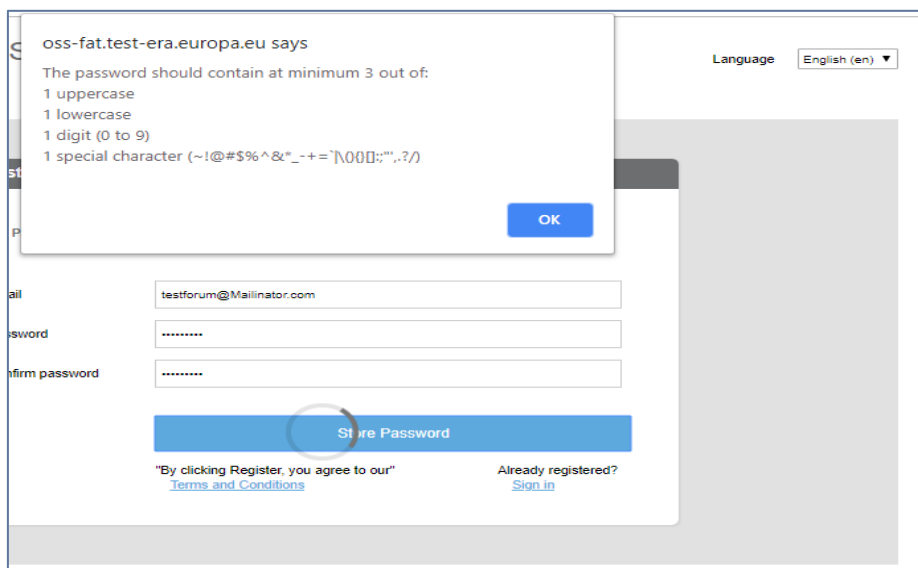 oss-fat.test-era.europa.eu says
The password should contain at minimum 3 out of:
1 uppercase
1 lowercase
1 digit (0 to 9)
1 special character (~!@#$%^&*_-+=`|\(){}[]:;"',.?/)
OK
S
Language
English (en)
st
P
ail
testforum@Mailinator.com
ssword
nfirm password
Store Password
"By clicking Register, you agree to our"
Already registered?
Terms and Conditions
Sign in